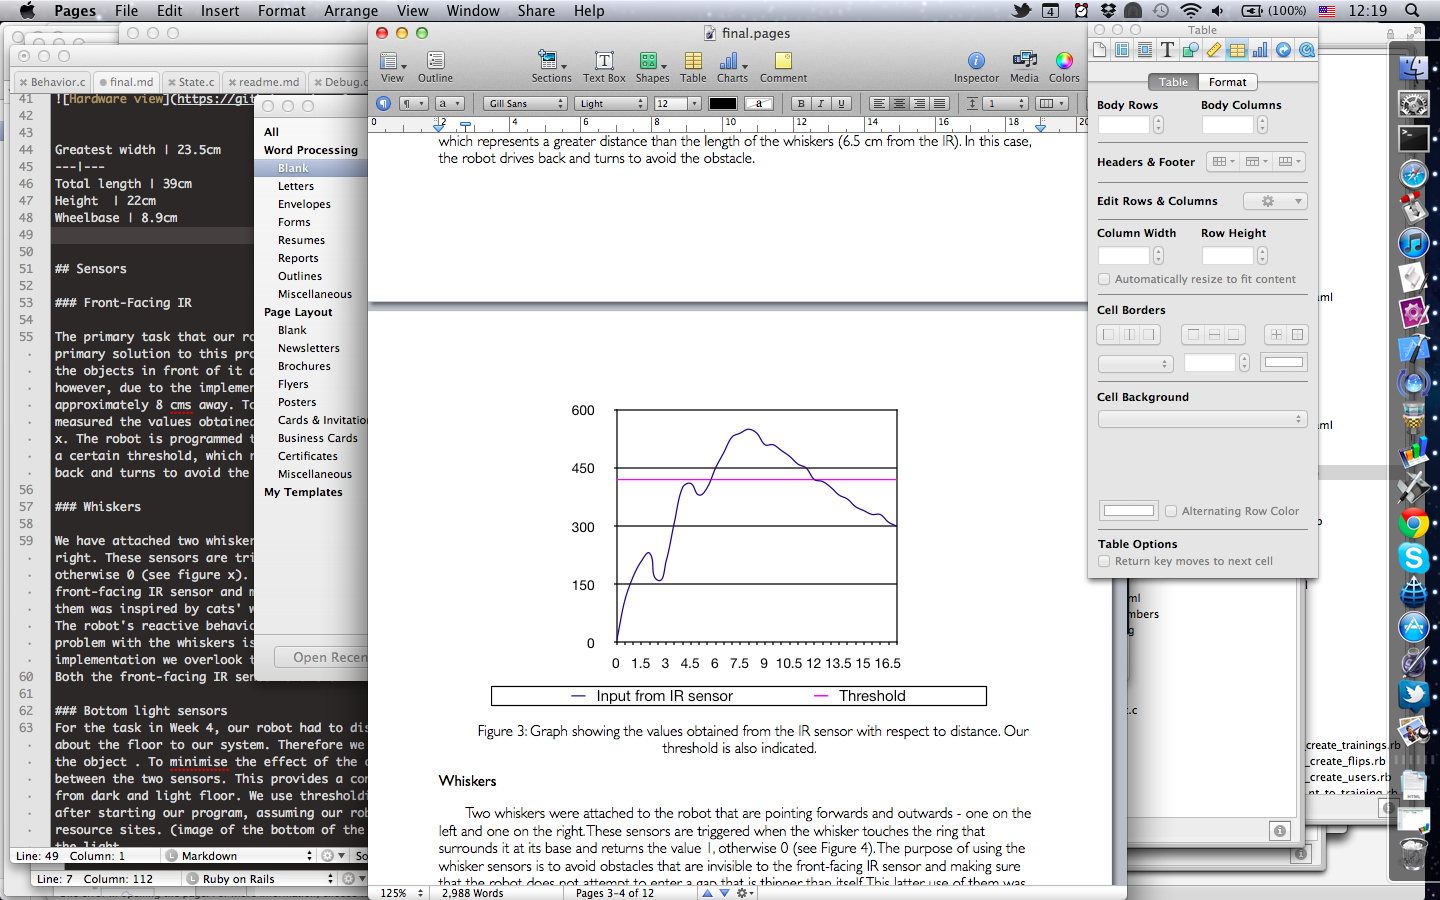 Pages File Edit Insert Format Arrange View Window Share Help
4 (100%) 12:19
Behavior.c final.md State.c readme.md Debug.c
41 ![Hardware view](https://git
42
43
44 Greatest width | 23.5cm
45 ---|---
46 Total length | 39cm
47 Height | 22cm
48 Wheelbase | 8.9cm
49
50
51 ## Sensors
52
53 ### Front-Facing IR
54
55 The primary task that our ro
primary solution to this pro
the objects in front of it a
however, due to the implemen
approximately 8 cms away. To
measured the values obtained
x. The robot is programmed t
a certain threshold, which r
back and turns to avoid the
56
57 ### Whiskers
58
59 We have attached two whisker
right. These sensors are tri
otherwise 0 (see figure x).
front-facing IR sensor and m
them was inspired by cats' w
The robot's reactive behavio
problem with the whiskers is
implementation we overlook t
60 Both the front-facing IR sen
61
62 ### Bottom light sensors
63 For the task in Week 4, our robot had to dis
about the floor to our system. Therefore we
the object . To minimise the effect of the
between the two sensors. This provides a con
from dark and light floor. We use thresholdi
after starting our program, assuming our rob
resource sites. (image of the bottom of the
the light
Line: 49 Column: 1 Markdown So
Line: 7 Column: 112 Ruby on Rails
All
Word Processing
Blank
Letters
Envelopes
Forms
Resumes
Reports
Outlines
Miscellaneous
Page Layout
Blank
Newsletters
Brochures
Flyers
Posters
Cards & Invitation
Business Cards
Certificates
Miscellaneous
My Templates
Open Recen
final.pages
View Outline Sections Text Box Shapes Table Charts Comment Inspector Media Colors
a Gill Sans Light 12 a B I U 1
0 2 4 6 8 10 12 14 16 18 20
which represents a greater distance than the length of the whiskers (6.5 cm from the IR). In this case,
the robot drives back and turns to avoid the obstacle.
600
450
300
150
0
0 1.5 3 4.5 6 7.5 9 10.5 12 13.5 15 16.5
Input from IR sensor Threshold
Figure 3: Graph showing the values obtained from the IR sensor with respect to distance. Our
threshold is also indicated.
Whiskers
Two whiskers were attached to the robot that are pointing forwards and outwards - one on the
left and one on the right. These sensors are triggered when the whisker touches the ring that
surrounds it at its base and returns the value 1, otherwise 0 (see Figure 4). The purpose of using the
whisker sensors is to avoid obstacles that are invisible to the front-facing IR sensor and making sure
that the robot does not attempt to enter a gap that is thinner than itself. This latter use of them was
125% 2,988 Words Pages 3-4 of 12
Table
Table Format
Body Rows Body Columns
Headers & Footer
Edit Rows & Columns
Column Width Row Height
Automatically resize to fit content
Cell Borders
Cell Background
Alternating Row Color
Table Options
Return key moves to next cell
aml
aml
ml
mbers
g
t.c
_create_trainings.rb
_create_flips.rb
_create_users.rb
nt_to_training.rb